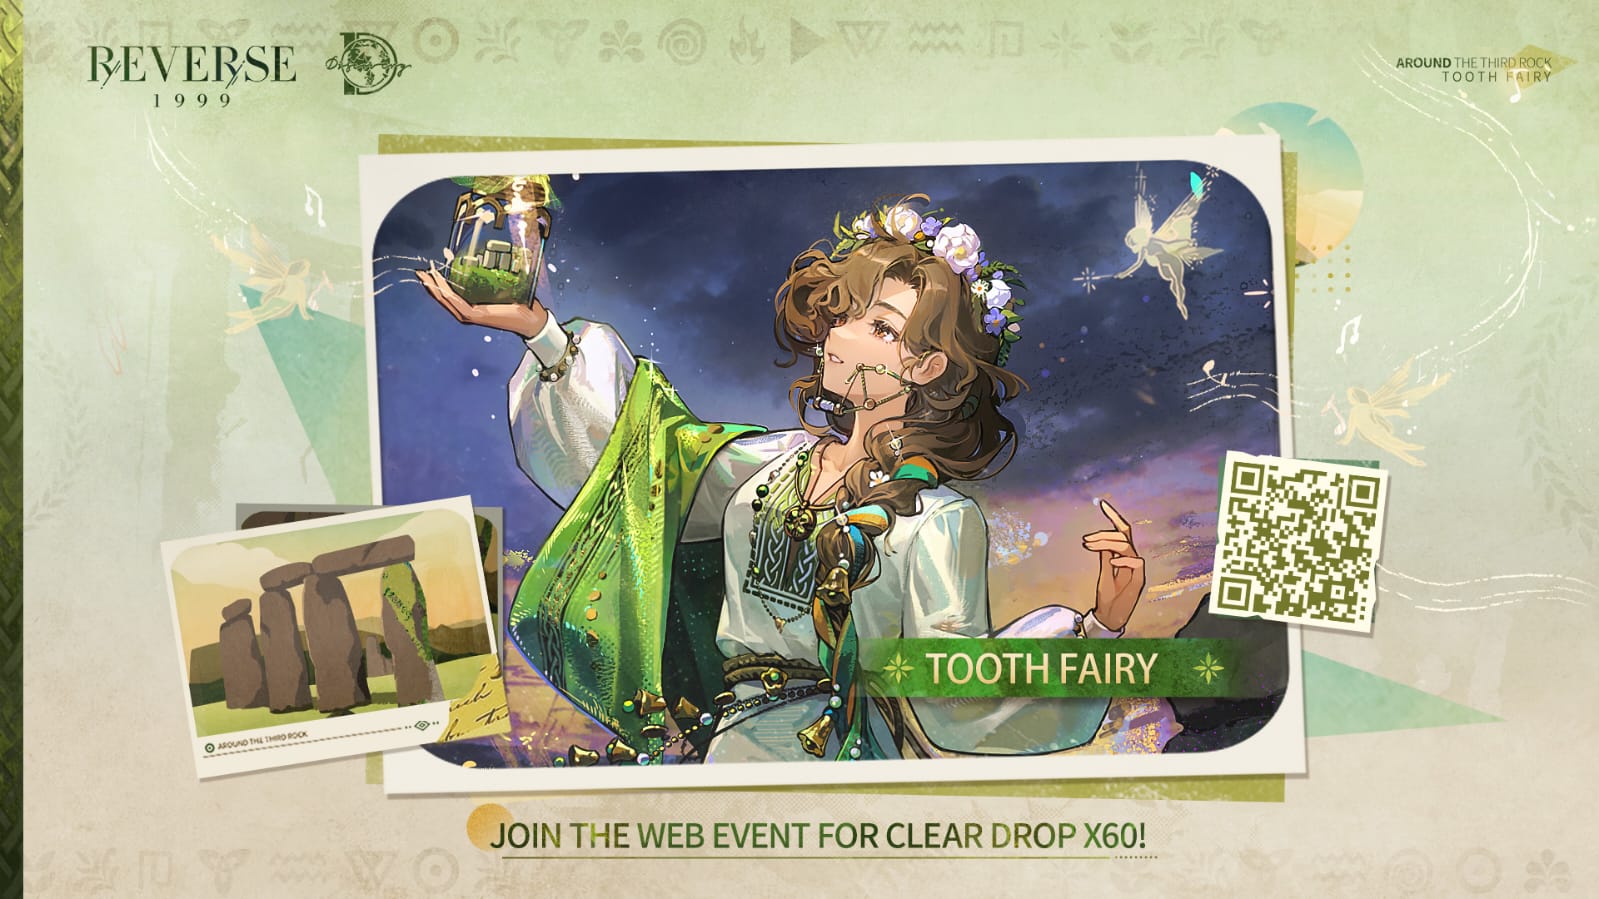 REVERSE
1999
Discovery
AROUND THE THIRD ROCK
TOOTH FAIRY
TOOTH FAIRY
AROUND THE THIRD ROCK
JOIN THE WEB EVENT FOR CLEAR DROP X60!